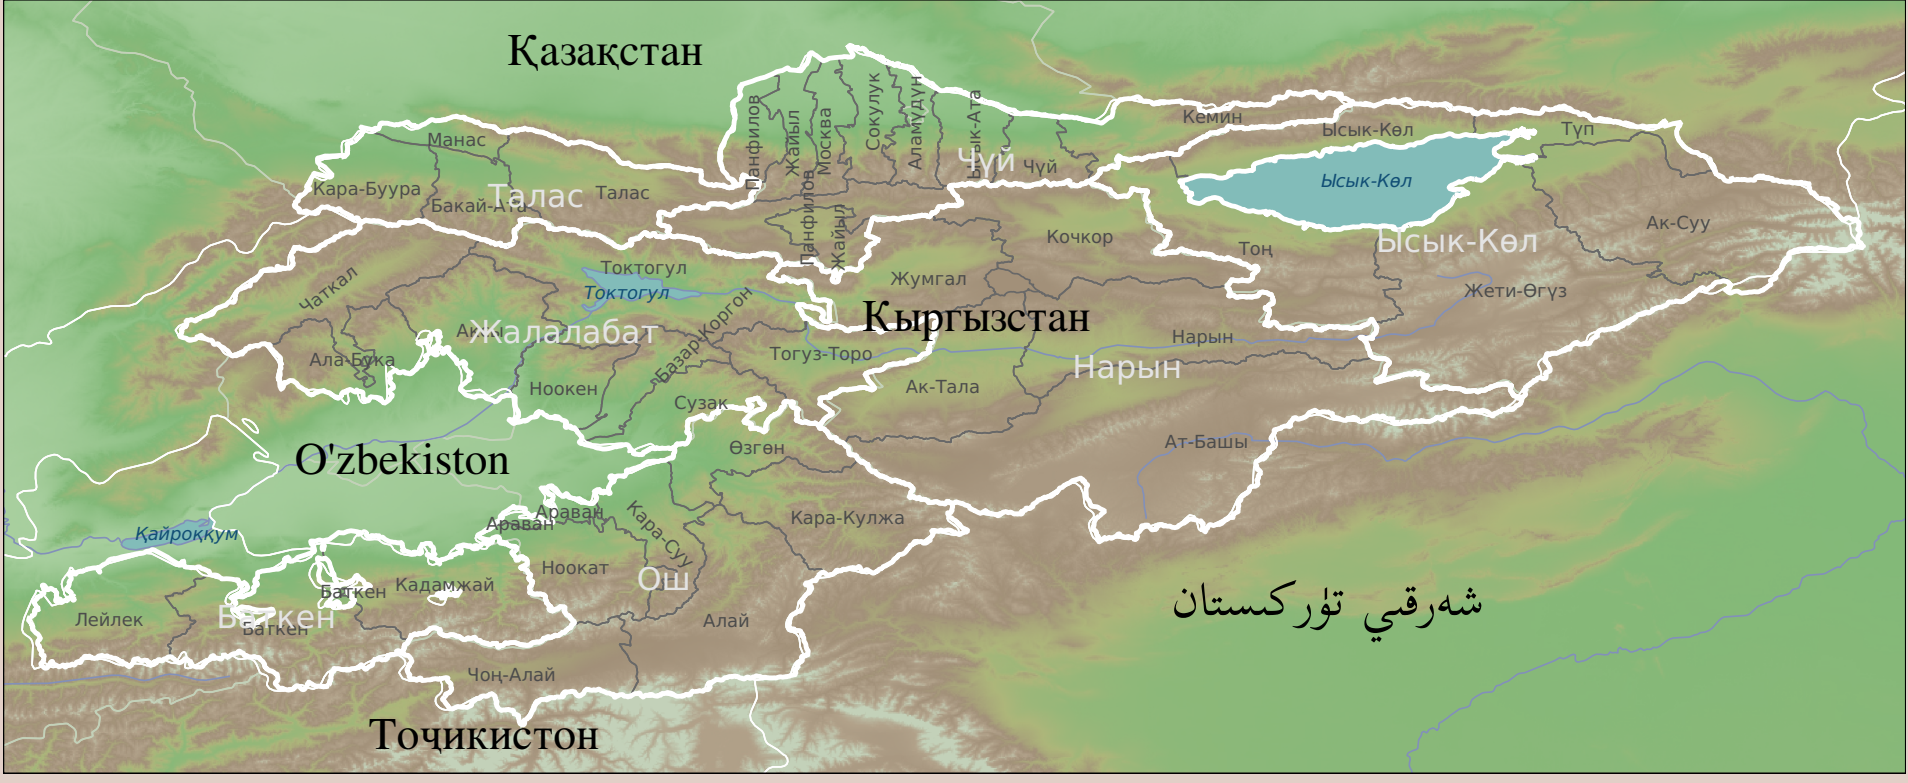 Қазақстан
Кемин
Ысык-Көл
Түп
Манас
Панфилов
Жайыл
Москва
Сокулук
Аламүдүн
Ысык-Ата
Чүй
Чүй
Кара-Буура
Талас
Талас
Бакай-Ата
Ысык-Көл
Ак-Суу
Панфилов
Жайыл
Кочкор
Тоң
Ысык-Көл
Чаткал
Токтогул
Токтогул
Жумгал
Жети-Өгүз
Кыргызстан
Аксы
Жалалабат
Базар-Коргон
Нарын
Ала-Бука
Тогуз-Торо
Нарын
Ноокен
Ак-Тала
Сузак
Ат-Башы
Өзгөн
O'zbekiston
Қайроққум
Араван
Араван
Кара-Суу
Кара-Кулжа
Ноокат
Ош
Кадамжай
Баткен
Лейлек
Баткен
Баткен
Алай
شەرقىي تۈركىستان
Чоң-Алай
Тоҷикистон